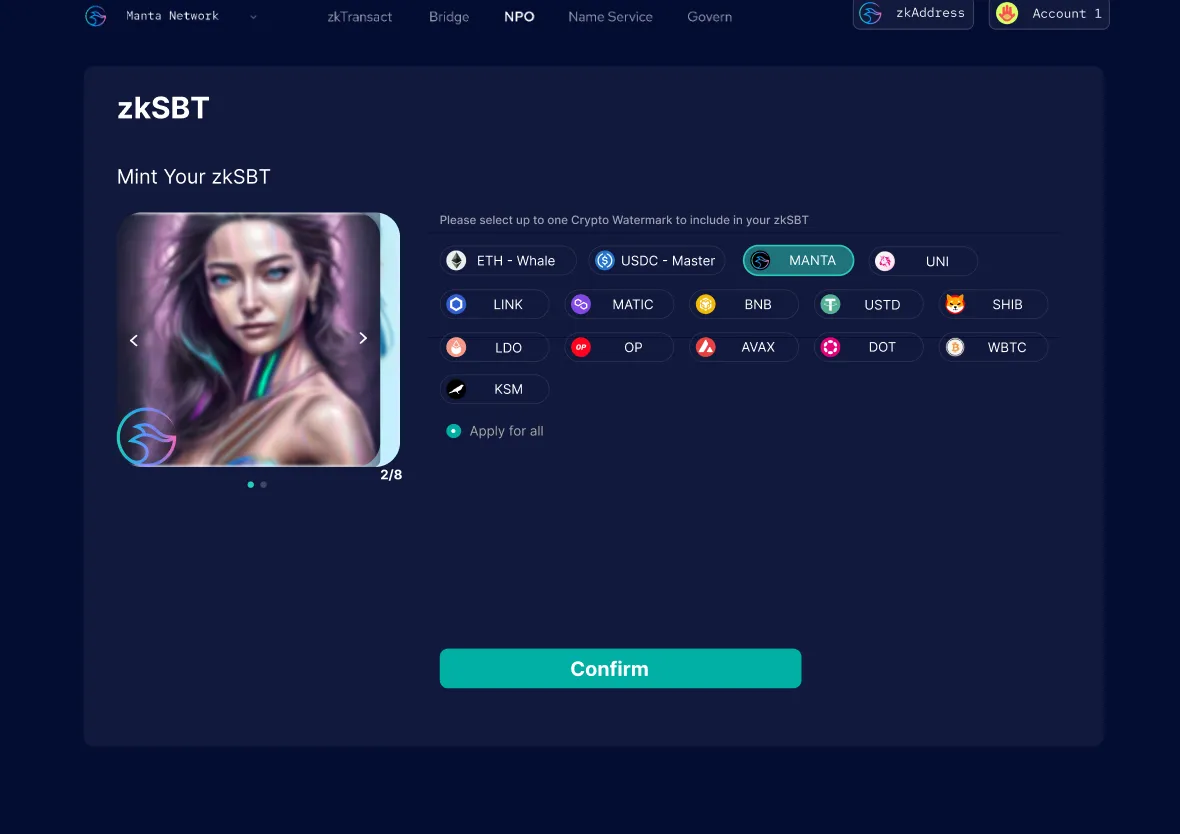 Manta Network zkTransact Bridge NPO Name Service Govern zkAddress Account 1
zkSBT
Mint Your zkSBT
Please select up to one Crypto Watermark to include in your zkSBT
ETH - Whale USDC - Master MANTA UNI
LINK MATIC BNB USTD SHIB
LDO OP OP AVAX DOT WBTC
KSM
Apply for all
2/8
Confirm